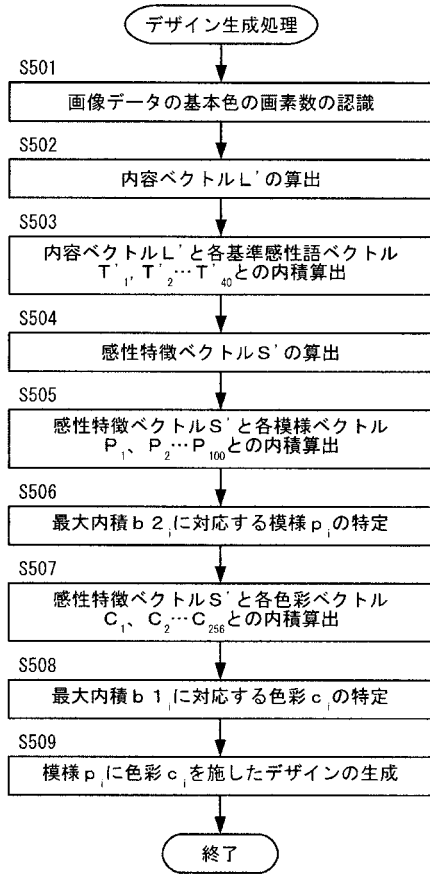 デザイン生成処理
S501
画像データの基本色の画素数の認識
S502
内容ベクトルL'の算出
S503
内容ベクトルL'と各基準感性語ベクトル
T'₁, T'₂…T'₄₀との内積算出
S504
感性特徴ベクトルS'の算出
S505
感性特徴ベクトルS'と各模様ベクトル
P₁、P₂…P₁₀₀との内積算出
S506
最大内積b2ᵢに対応する模様pᵢの特定
S507
感性特徴ベクトルS'と各色彩ベクトル
C₁、C₂…C₂₅₆との内積算出
S508
最大内積b1ᵢに対応する色彩cᵢの特定
S509
模様pᵢに色彩cᵢを施したデザインの生成
終了